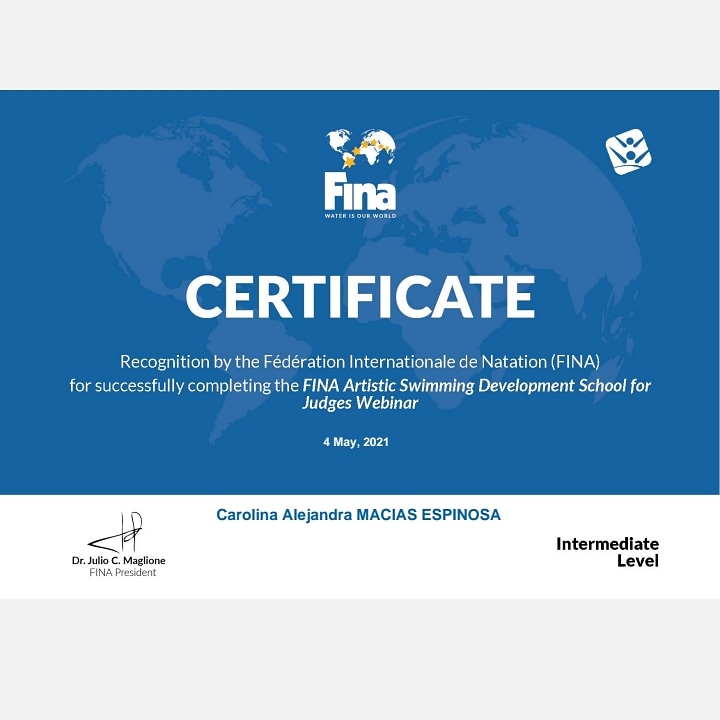 Fina
WATER IS OUR WORLD
CERTIFICATE
Recognition by the Fédération Internationale de Natation (FINA)
for successfully completing the FINA Artistic Swimming Development School for
Judges Webinar
4 May, 2021
Carolina Alejandra MACIAS ESPINOSA
Dr. Julio C. Maglione
FINA President
Intermediate
Level